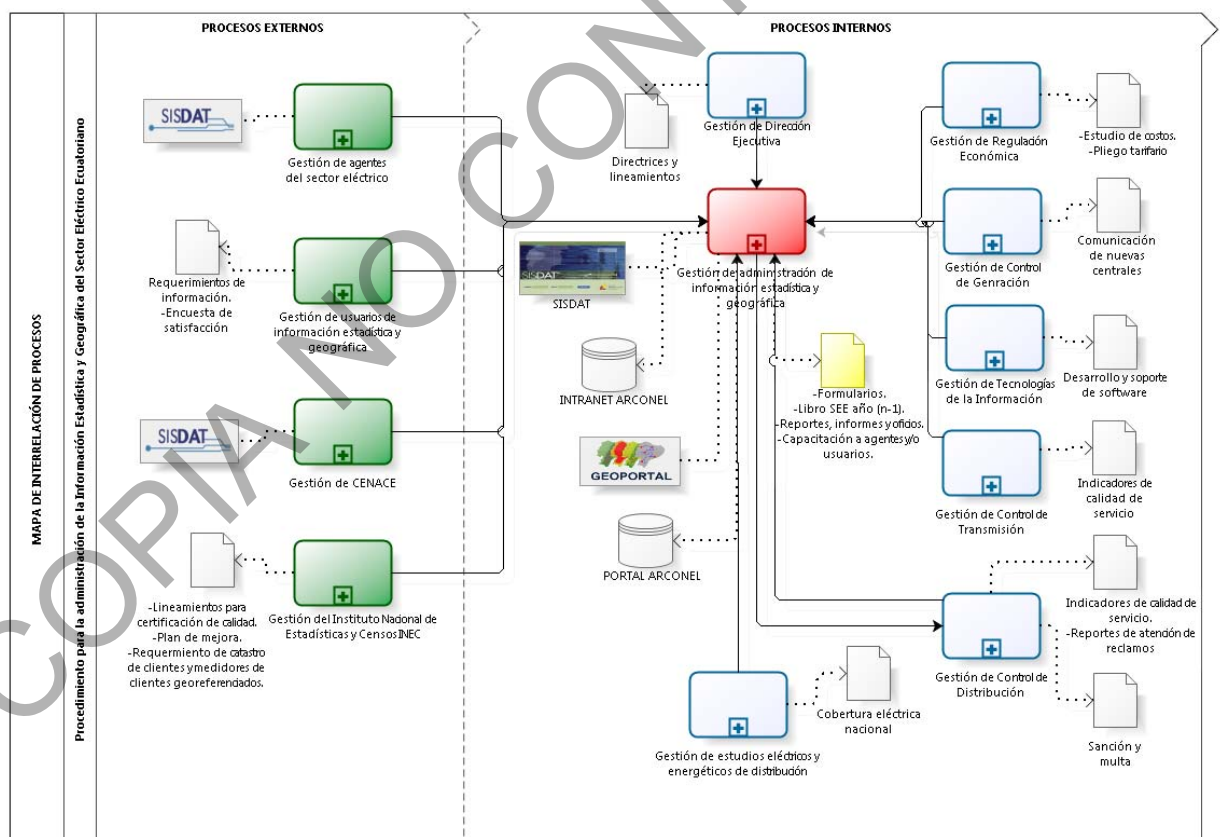 PROCESOS EXTERNOS
PROCESOS INTERNOS
MAPA DE INTERRELACIÓN DE PROCESOS
Procedimiento para la administración de la Información Estadística y Geográfica del Sector Eléctrico Ecuatoriano
COPIA NO CONT
SISDAT
Gestión de agentes
del sector eléctrico
Requerimientos de
información.
-Encuesta de
satisfacción
Gestión de usuarios de
información estadística y
geográfica
SISDAT
Gestión de CENACE
-Lineamientos para
certificación de calidad.
-Plan de mejora.
-Requermiento de catastro
de clientes y medidores de
clientes georeferenciados.
Gestión del Instituto Nacional de
Estadísticas y Censos INEC
Directrices y
lineamientos
Gestión de Dirección
Ejecutiva
Gestión de administración de
información estadística y
geográfica
SISDAT
SISDAT
INTRANET ARCONEL
GEOPORTAL
PORTAL ARCONEL
-Formularios.
-Libro SEE año (n-1).
-Reportes, informes y oficios.
-Capacitación a agentes y/o
usuarios.
Gestión de estudios eléctricos y
energéticos de distribución
Cobertura eléctrica
nacional
Gestión de Regulación
Económica
-Estudio de costos.
-Pliego tarifario
Gestión de Control
de Genración
Comunicación
de nuevas
centrales
Gestión de Tecnologías
de la Información
Desarrollo y soporte
de software
Gestión de Control de
Transmisión
Indicadores de
calidad de
servicio
Gestión de Control de
Distribución
Indicadores de calidad de
servicio.
-Reportes de atención de
reclamos
Sanción y
multa